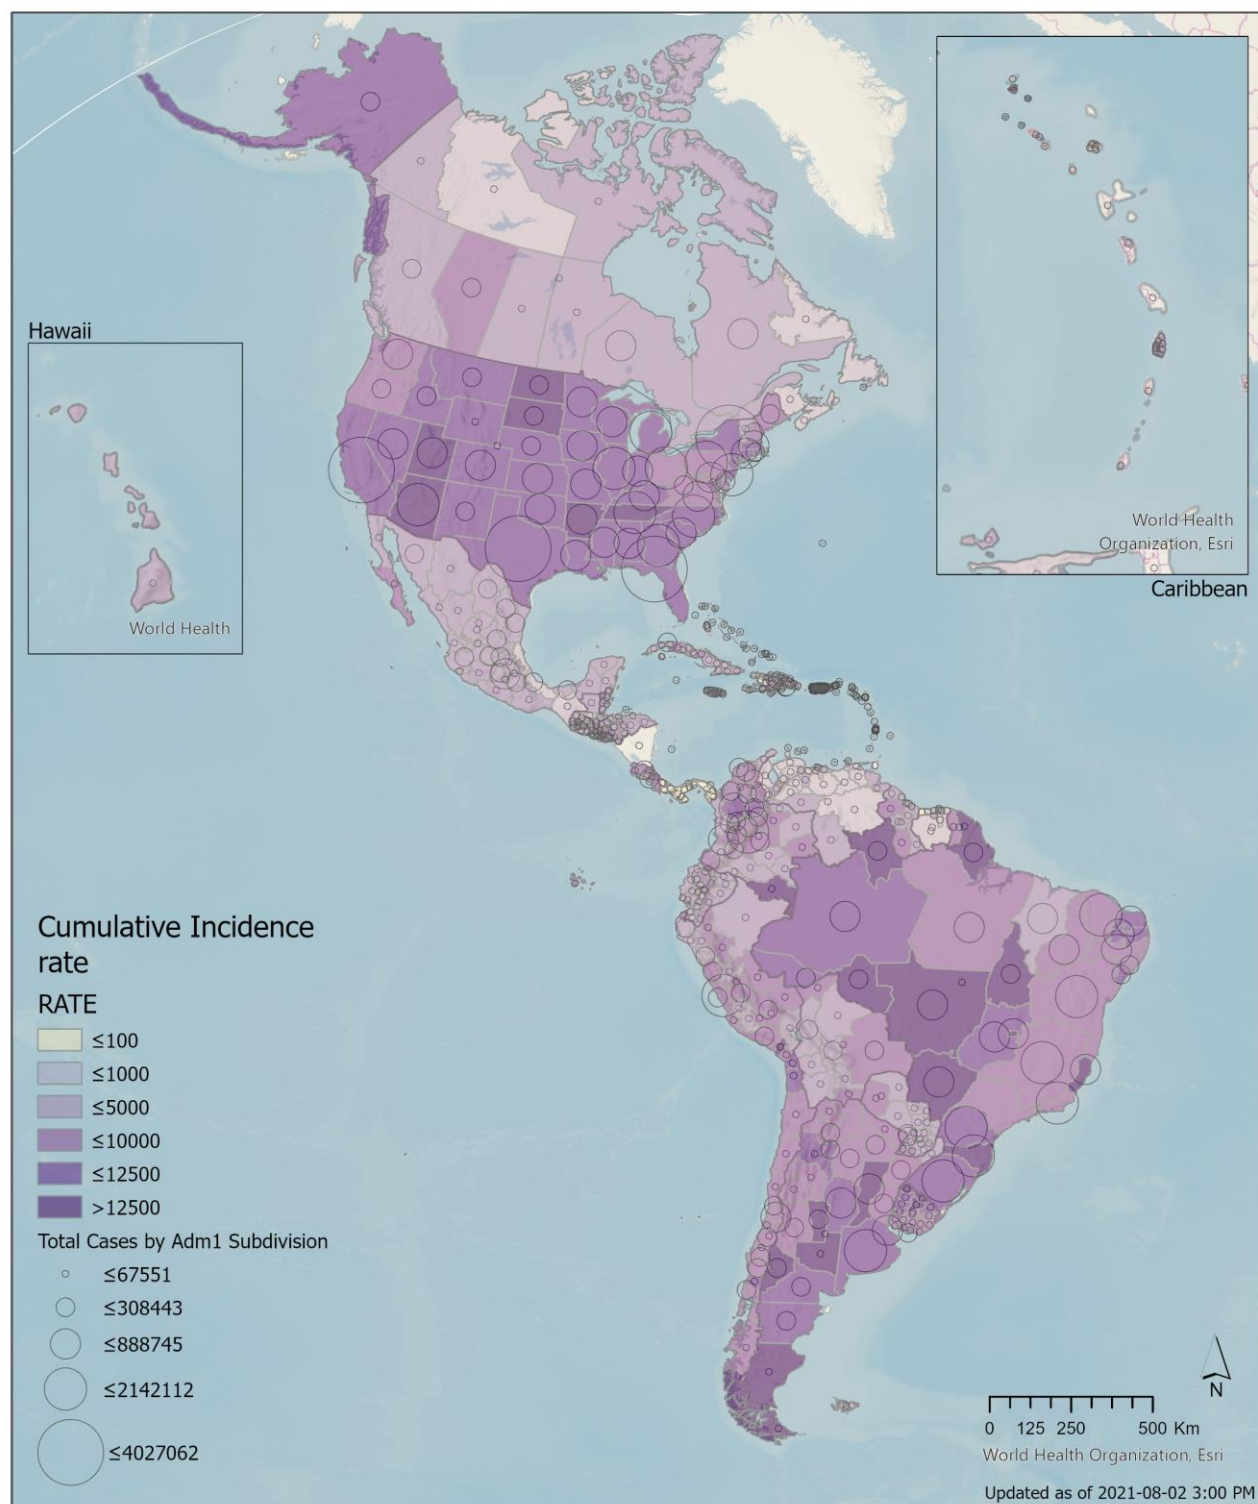 Hawaii
World Health
World Health
Organization, Esri
Caribbean
Cumulative Incidence
rate
RATE
≤100
≤1000
≤5000
≤10000
≤12500
>12500
Total Cases by Adm1 Subdivision
≤67551
≤308443
≤888745
≤2142112
≤4027062
N
0 125 250 500 Km
World Health Organization, Esri
Updated as of 2021-08-02 3:00 PM